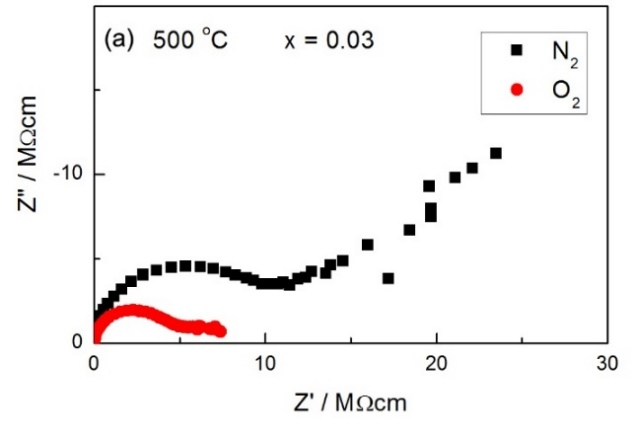 (a) 500 °C x = 0.03
N₂
O₂
Z'' / MΩcm
-10
0
0
10
20
30
Z' / MΩcm